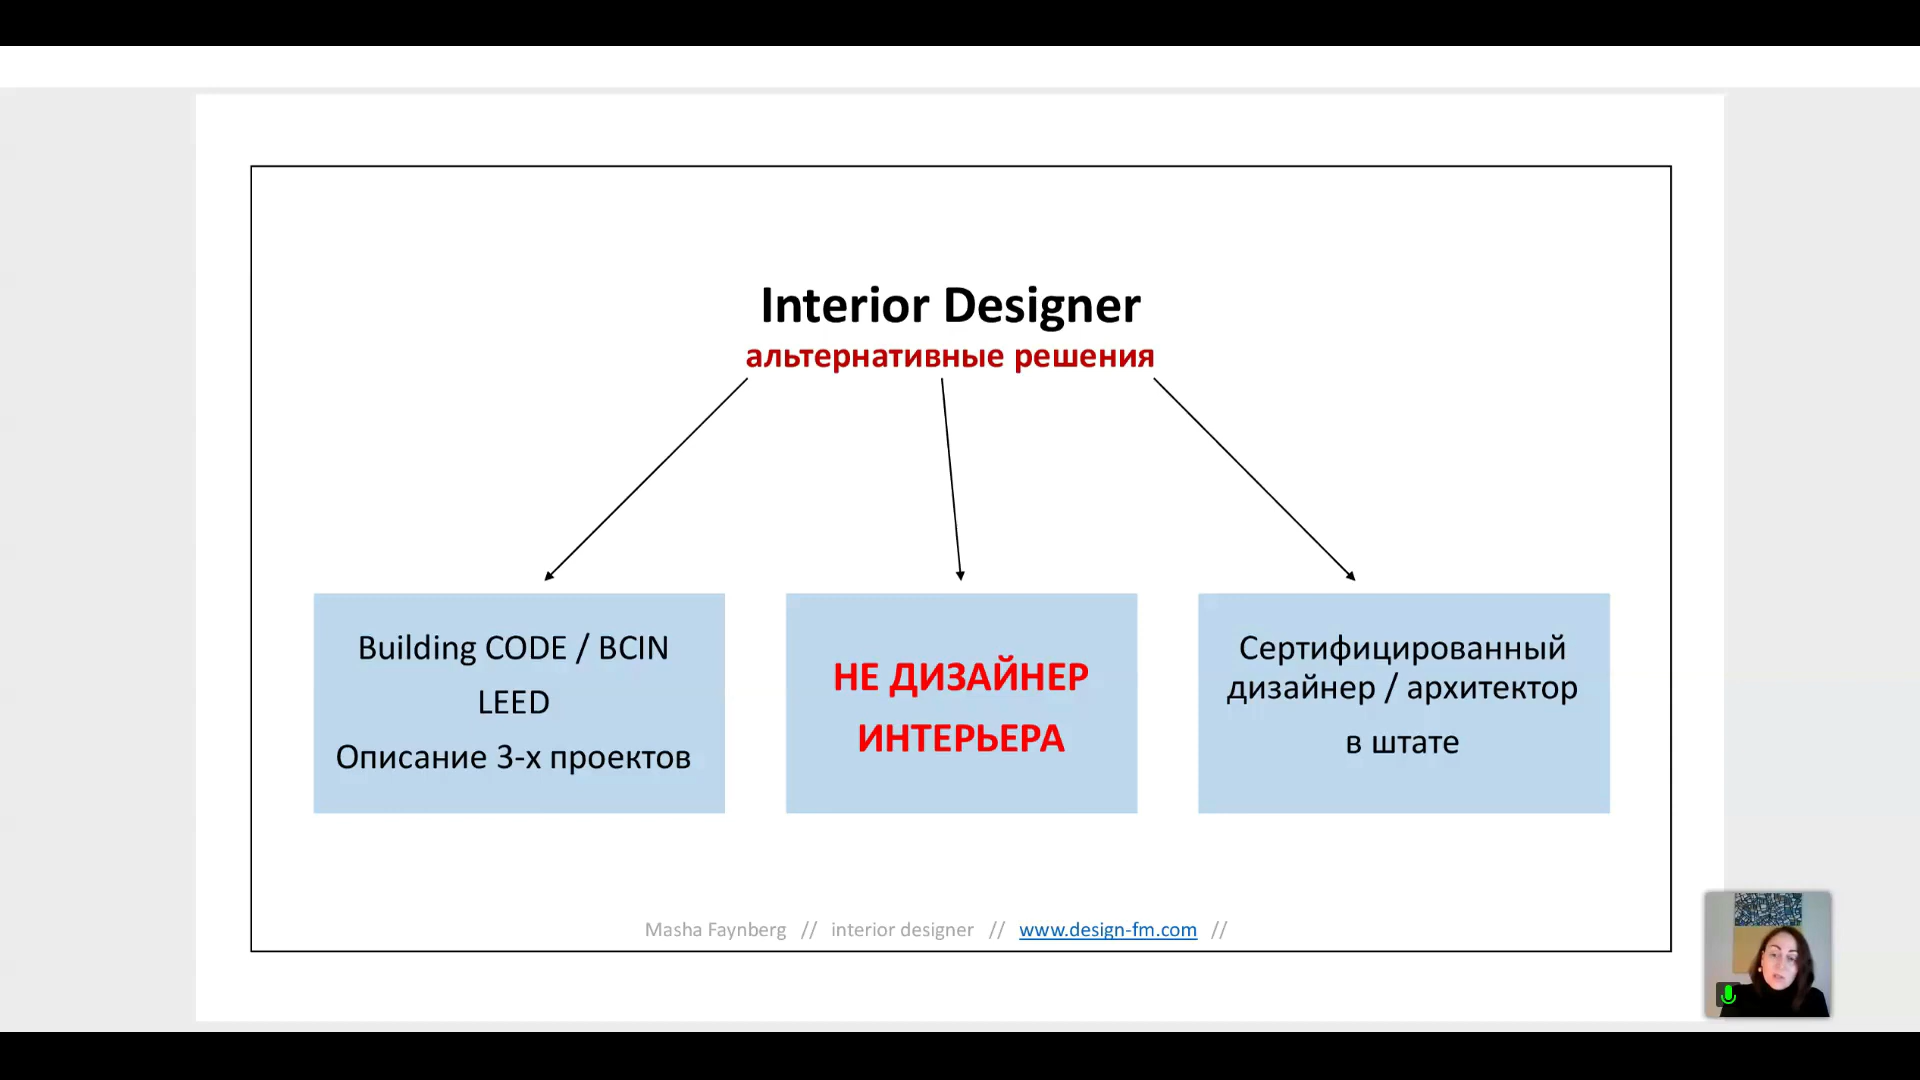 Interior Designer
альтернативные решения
Building CODE / BCIN
LEED
Описание 3-х проектов
НЕ ДИЗАЙНЕР
ИНТЕРЬЕРА
Сертифицированный
дизайнер / архитектор
в штате
Masha Faynberg // interior designer // www.design-fm.com //